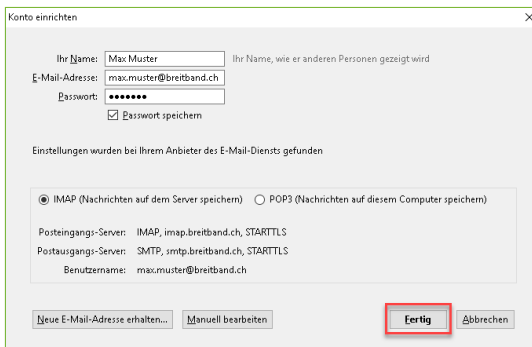 Konto einrichten
Ihr Name: Max Muster Ihr Name, wie er anderen Personen gezeigt wird
E-Mail-Adresse: max.muster@breitband.ch
Passwort: •••••••
Passwort speichern
Einstellungen wurden bei Ihrem Anbieter des E-Mail-Diensts gefunden
IMAP (Nachrichten auf dem Server speichern) POP3 (Nachrichten auf diesem Computer speichern)
Posteingangs-Server: IMAP, imap.breitband.ch, STARTTLS
Postausgangs-Server: SMTP, smtp.breitband.ch, STARTTLS
Benutzername: max.muster@breitband.ch
Neue E-Mail-Adresse erhalten... Manuell bearbeiten Fertig Abbrechen